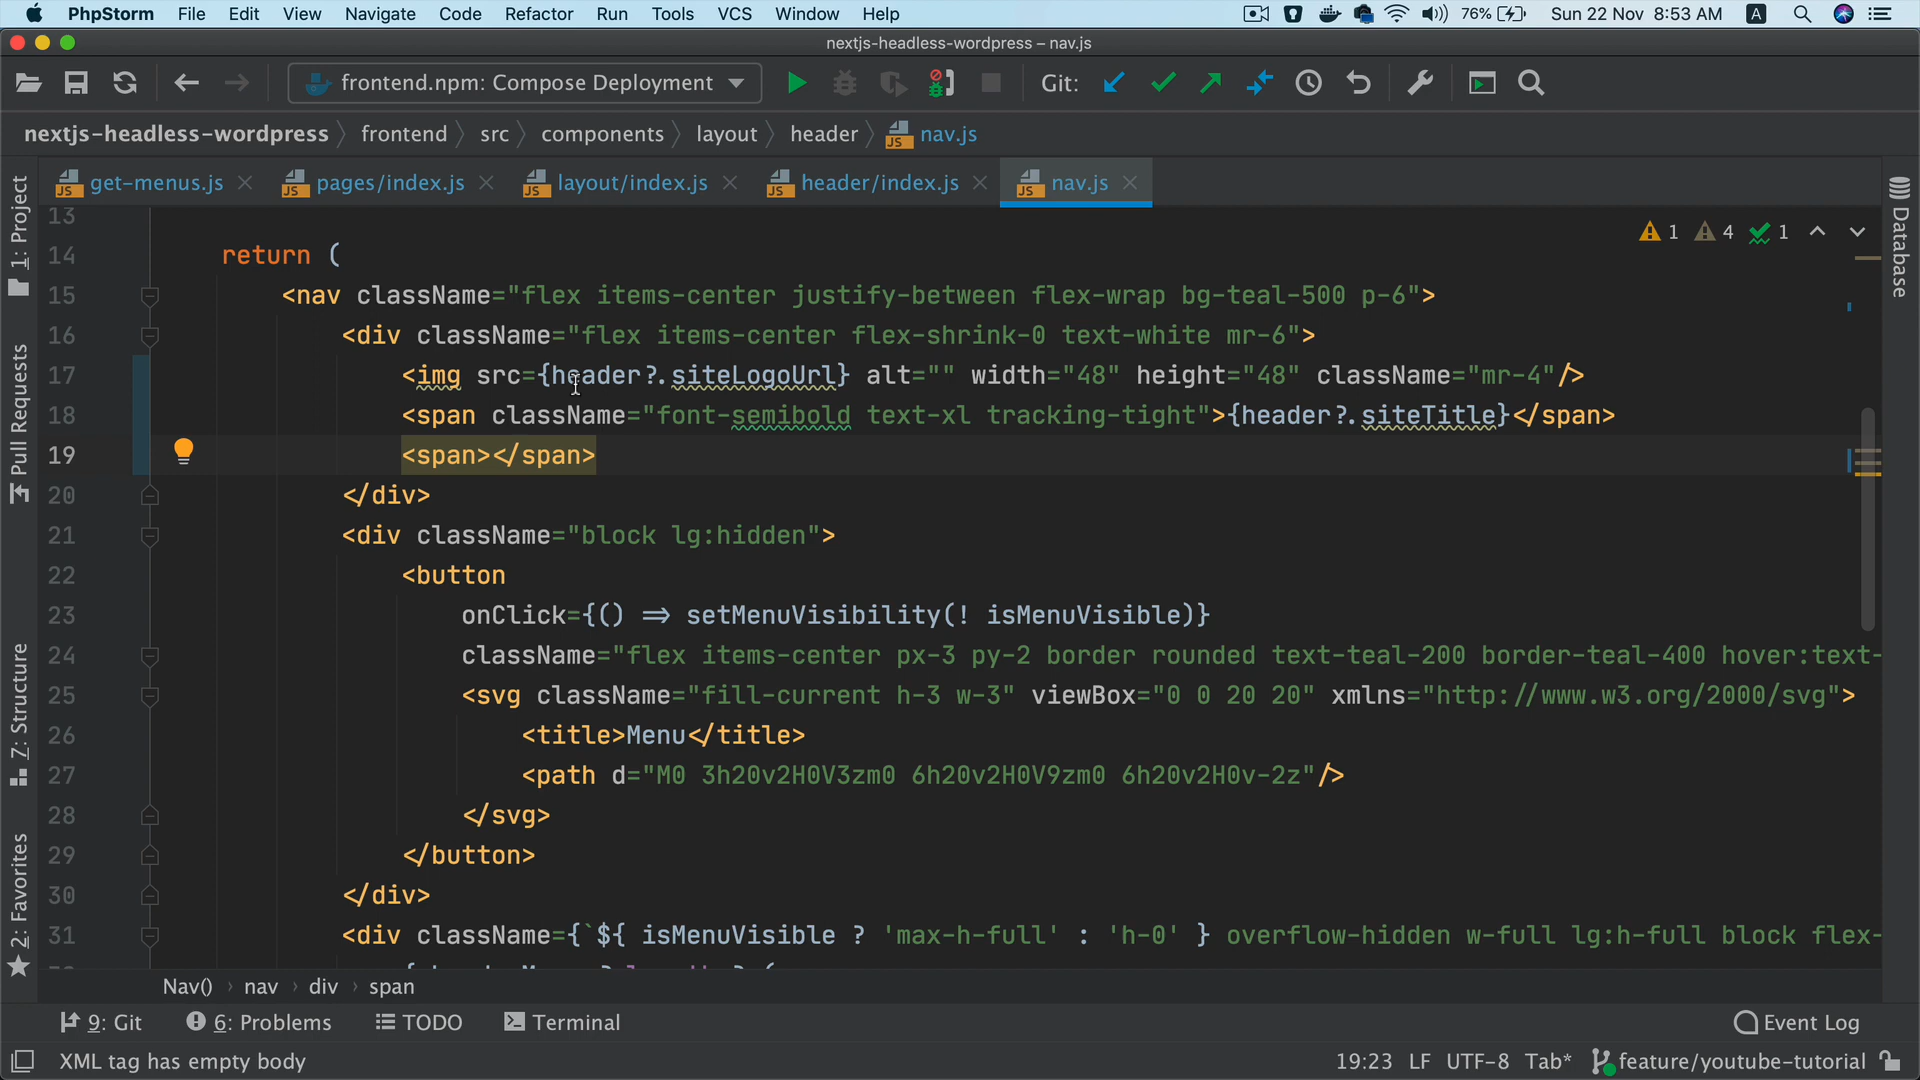 PhpStorm File Edit View Navigate Code Refactor Run Tools VCS Window Help 76% Sun 22 Nov 8:53 AM A
nextjs-headless-wordpress – nav.js
frontend.npm: Compose Deployment Git:
nextjs-headless-wordpress frontend src components layout header nav.js
get-menus.js pages/index.js layout/index.js header/index.js nav.js
1: Project
Pull Requests
Z: Structure
2: Favorites
Database
1 4 1
13
14 return (
15 <nav className="flex items-center justify-between flex-wrap bg-teal-500 p-6">
16 <div className="flex items-center flex-shrink-0 text-white mr-6">
17 <img src={header?.siteLogoUrl} alt="" width="48" height="48" className="mr-4"/>
18 <span className="font-semibold text-xl tracking-tight">{header?.siteTitle}</span>
19 <span></span>
20 </div>
21 <div className="block lg:hidden">
22 <button
23 onClick={() => setMenuVisibility(! isMenuVisible)}
24 className="flex items-center px-3 py-2 border rounded text-teal-200 border-teal-400 hover:text-
25 <svg className="fill-current h-3 w-3" viewBox="0 0 20 20" xmlns="http://www.w3.org/2000/svg">
26 <title>Menu</title>
27 <path d="M0 3h20v2H0V3zm0 6h20v2H0V9zm0 6h20v2H0v-2z"/>
28 </svg>
29 </button>
30 </div>
31 <div className={`${ isMenuVisible ? 'max-h-full' : 'h-0' } overflow-hidden w-full lg:h-full block flex-
Nav() nav div span
9: Git 6: Problems TODO Terminal Event Log
XML tag has empty body 19:23 LF UTF-8 Tab* feature/youtube-tutorial